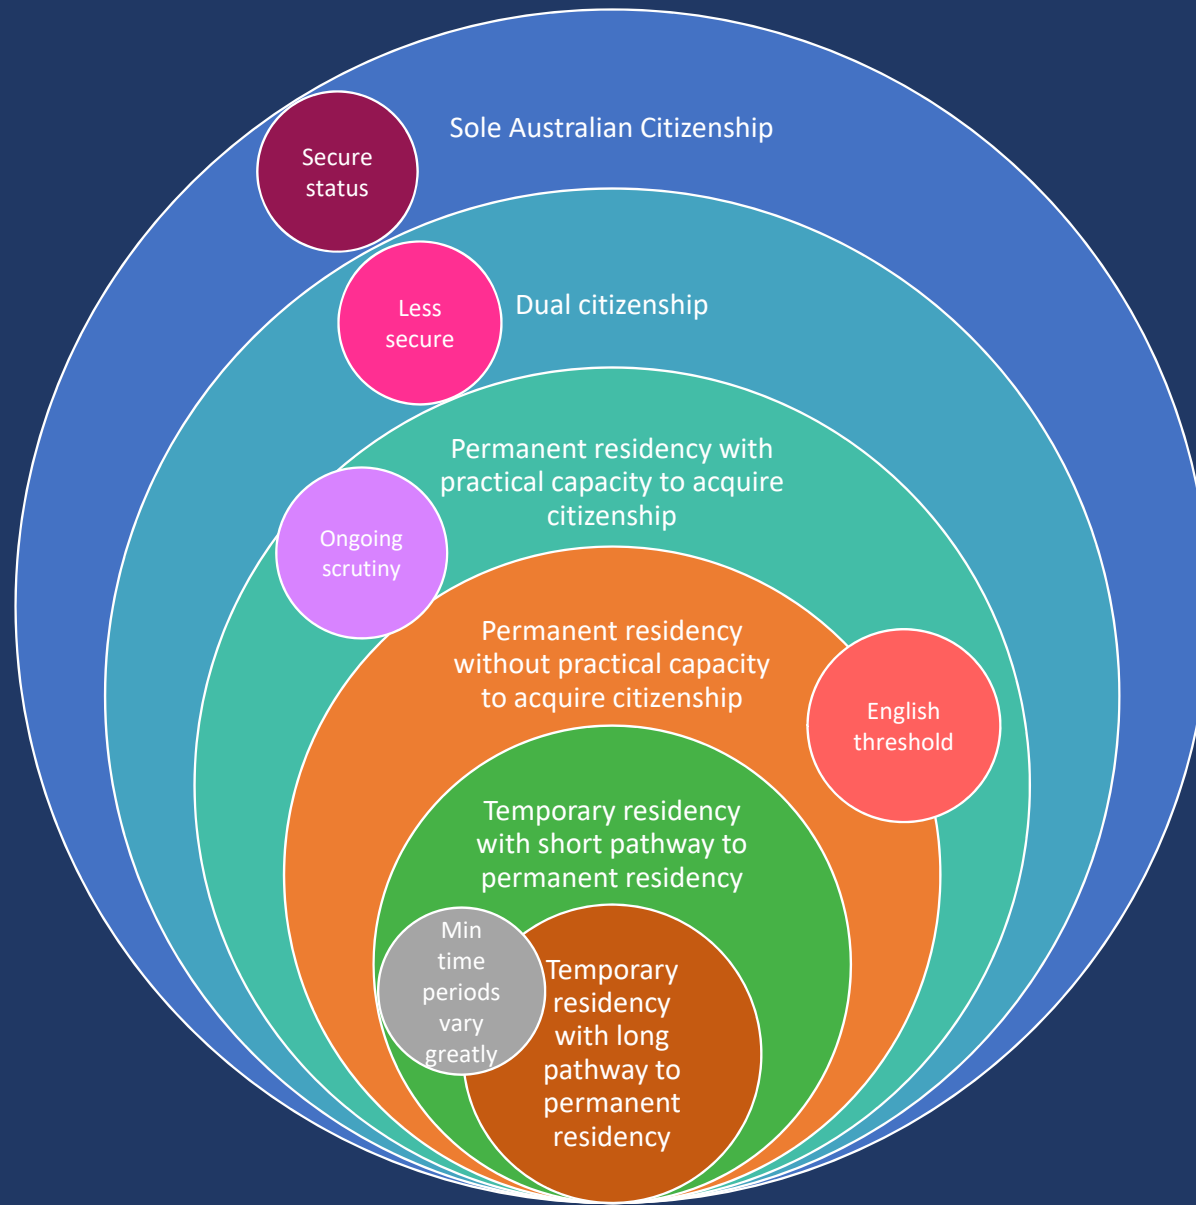 Sole Australian Citizenship
Secure
status
Less
secure
Dual citizenship
Permanent residency with
practical capacity to acquire
citizenship
Ongoing
scrutiny
Permanent residency
without practical capacity
to acquire citizenship
English
threshold
Temporary residency
with short pathway to
permanent residency
Min
time
periods
vary
greatly
Temporary
residency
with long
pathway to
permanent
residency